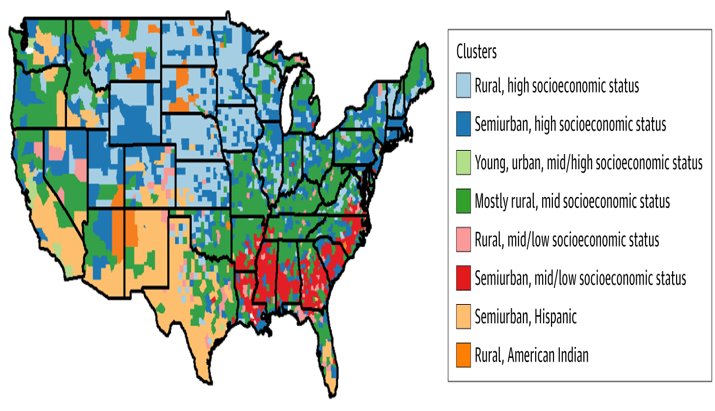 Clusters
Rural, high socioeconomic status
Semiurban, high socioeconomic status
Young, urban, mid/high socioeconomic status
Mostly rural, mid socioeconomic status
Rural, mid/low socioeconomic status
Semiurban, mid/low socioeconomic status
Semiurban, Hispanic
Rural, American Indian